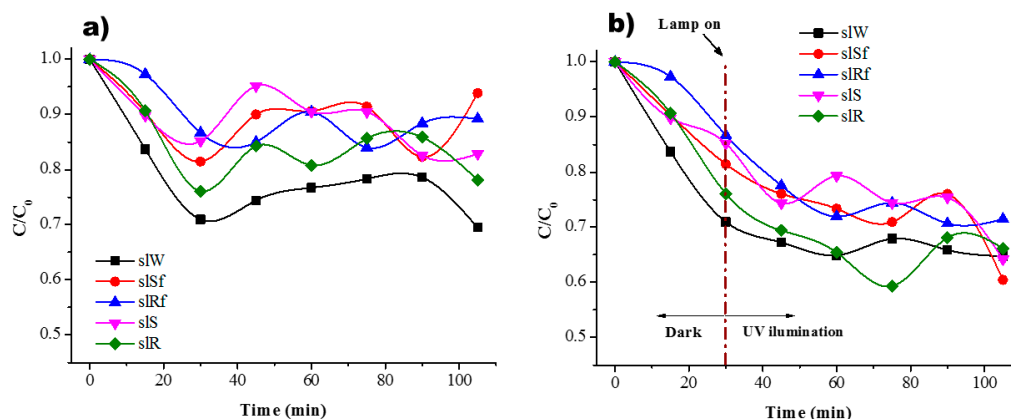 a)
1.0
0.9
0.8
0.7
0.6
0.5
C/C0
slW
slSf
slRf
slS
slR
0 20 40 60 80 100
Time (min)
b)
Lamp on
slW
slSf
slRf
slS
slR
1.0
0.9
0.8
0.7
0.6
0.5
C/C0
Dark UV ilumination
0 20 40 60 80 100
Time (min)